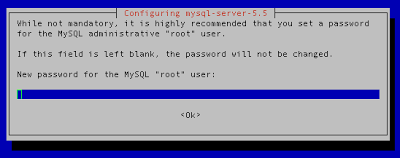 Configuring mysql-server-5.5
While not mandatory, it is highly recommended that you set a password
for the MySQL administrative "root" user.
If this field is left blank, the password will not be changed.
New password for the MySQL "root" user:
<Ok>